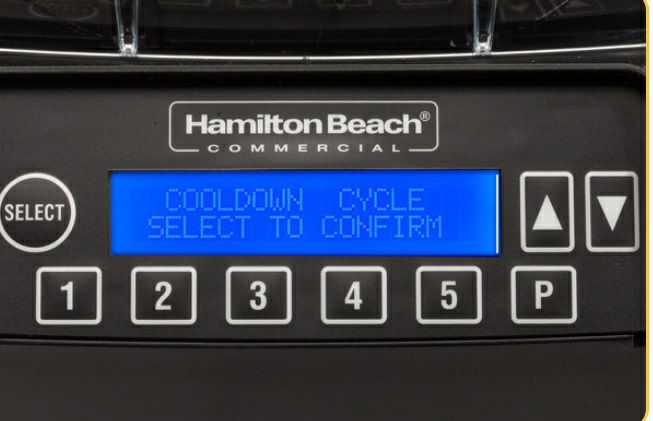 Hamilton Beach®
COMMERCIAL
COOLDOWN CYCLE
SELECT TO CONFIRM
SELECT
1 2 3 4 5 P